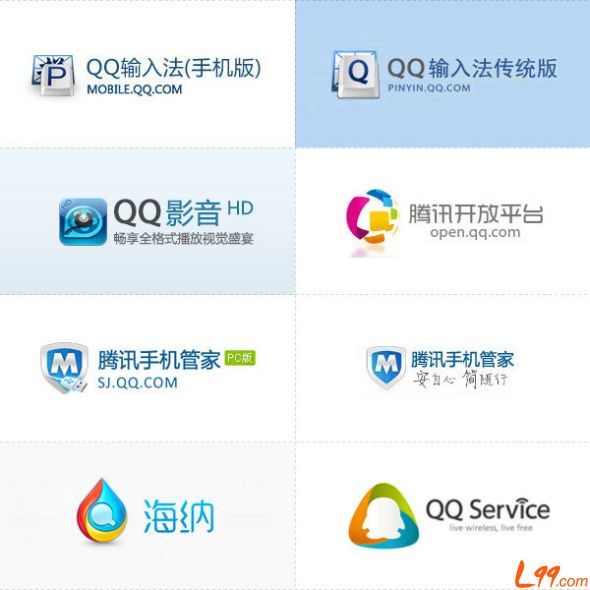 P
QQ输入法(手机版)
MOBILE.QQ.COM
Q
QQ输入法传统版
PINYIN.QQ.COM
HD
QQ影音 HD
畅享全格式播放视觉盛宴
腾讯开放平台
open.qq.com
M
腾讯手机管家 PC版
SJ.QQ.COM
M
腾讯手机管家
安自心 简随行
海纳
QQ Service
live wireless, live free
L99.com